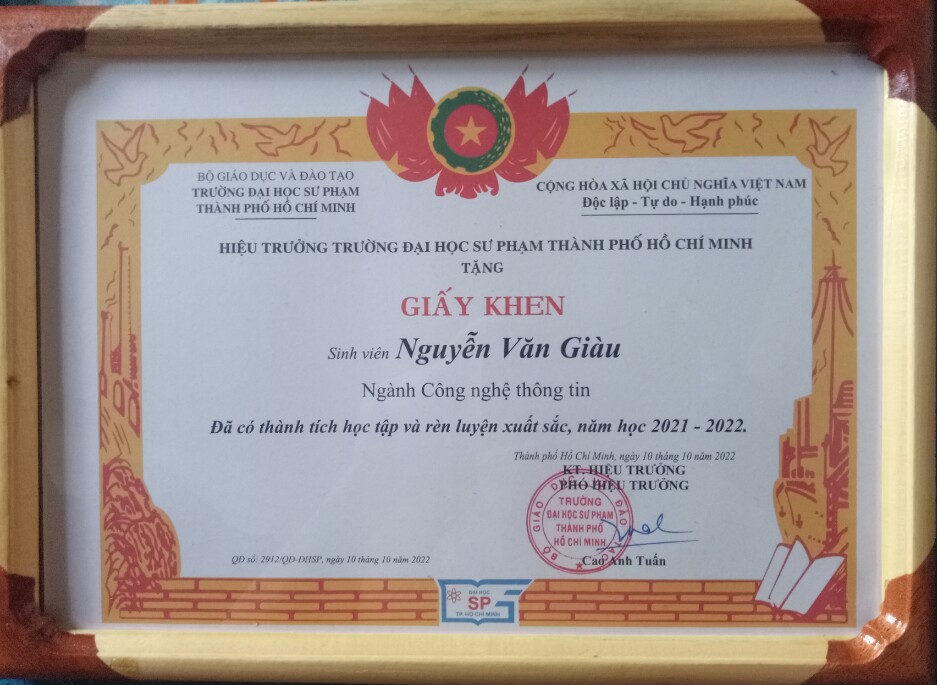 BỘ GIÁO DỤC VÀ ĐÀO TẠO
TRƯỜNG ĐẠI HỌC SƯ PHẠM
THÀNH PHỐ HỒ CHÍ MINH
CỘNG HÒA XÃ HỘI CHỦ NGHĨA VIỆT NAM
Độc lập - Tự do - Hạnh phúc
HIỆU TRƯỞNG TRƯỜNG ĐẠI HỌC SƯ PHẠM THÀNH PHỐ HỒ CHÍ MINH
TẶNG
GIẤY KHEN
Sinh viên Nguyễn Văn Giàu
Ngành Công nghệ thông tin
Đã có thành tích học tập và rèn luyện xuất sắc, năm học 2021 - 2022.
Thành phố Hồ Chí Minh, ngày 10 tháng 10 năm 2022
KT. HIỆU TRƯỞNG
PHÓ HIỆU TRƯỞNG
BỘ GIÁO DỤC ĐÀO TẠO
TRƯỜNG
ĐẠI HỌC SƯ PHẠM
THÀNH PHỐ
HỒ CHÍ MINH
Cao Anh Tuấn
QĐ số: 2912/QĐ-ĐHSP, ngày 10 tháng 10 năm 2022
ĐẠI HỌC
SP
TP. HỒ CHÍ MINH